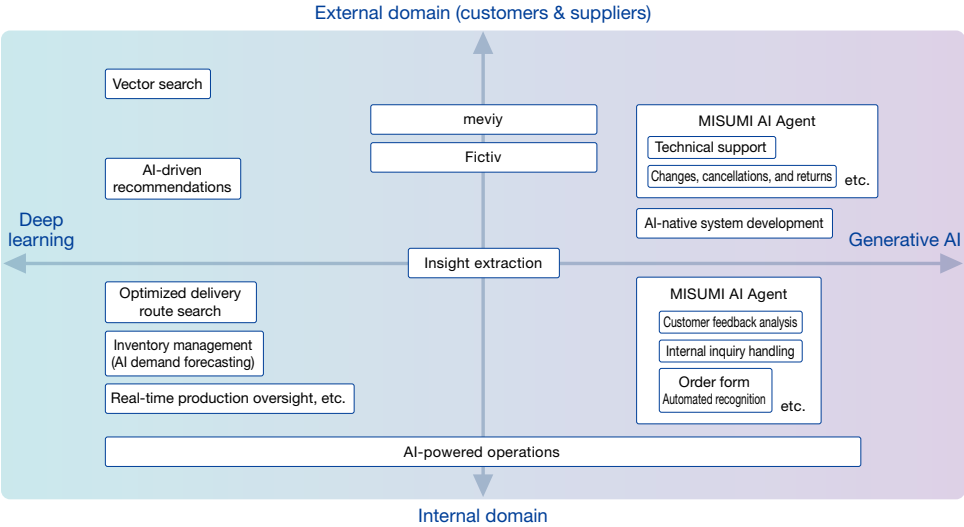 External domain (customers & suppliers)
Vector search
meviy
Fictiv
AI-driven
recommendations
MISUMI AI Agent
Technical support
Changes, cancellations, and returns
etc.
AI-native system development
Deep
learning
Generative AI
Insight extraction
Optimized delivery
route search
Inventory management
(AI demand forecasting)
Real-time production oversight, etc.
MISUMI AI Agent
Customer feedback analysis
Internal inquiry handling
Order form
Automated recognition
etc.
AI-powered operations
Internal domain